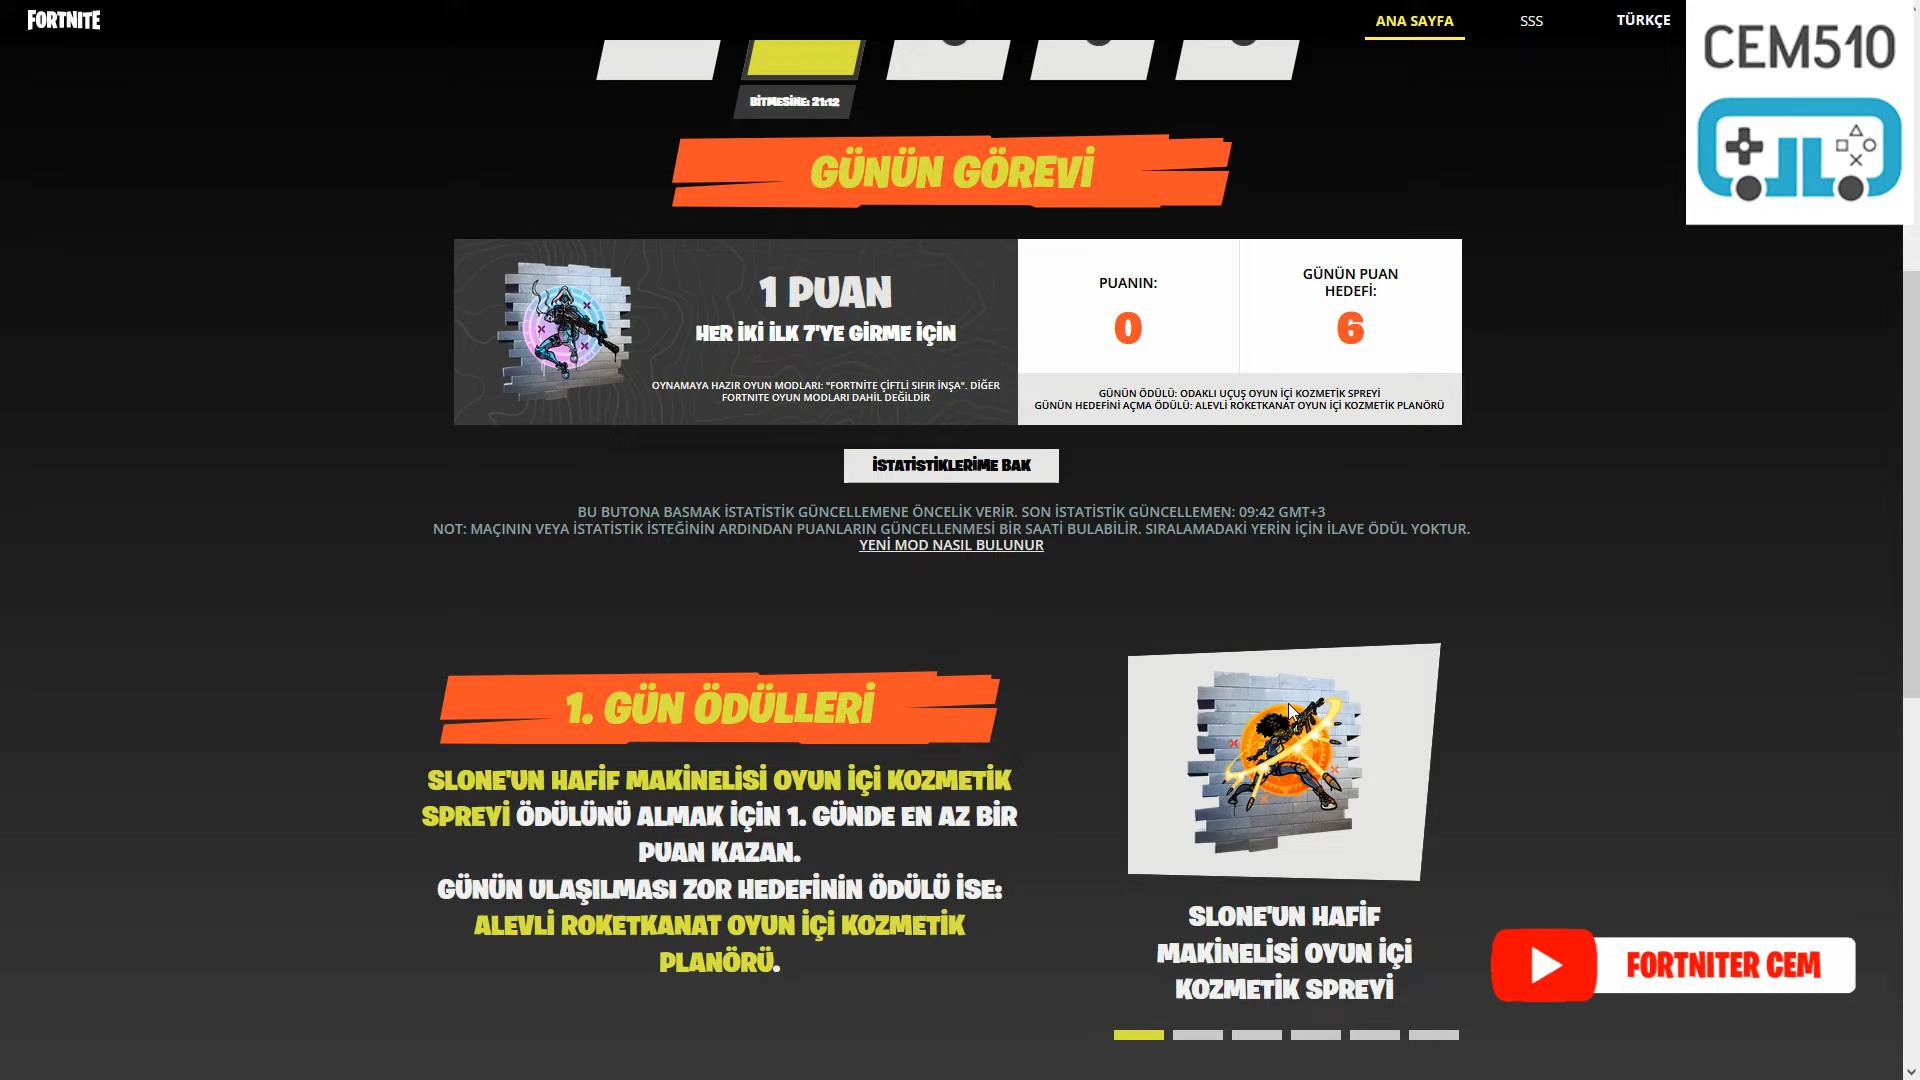 FORTNITE
ANA SAYFA
SSS
TÜRKÇE
CEM510
BİTMESİNE: 21:12
GÜNÜN GÖREVİ
1 PUAN
HER İKİ İLK 7'YE GİRME İÇİN
OYNAMAYA HAZIR OYUN MODLARI: "FORTNİTE ÇİFTLİ SIFIR İNŞA". DİĞER
FORTNITE OYUN MODLARI DAHİL DEĞİLDİR
PUANIN:
0
GÜNÜN PUAN
HEDEFİ:
6
GÜNÜN ÖDÜLÜ: ODAKLI UÇUŞ OYUN İÇİ KOZMETİK SPREYİ
GÜNÜN HEDEFİNİ AÇMA ÖDÜLÜ: ALEVLİ ROKETKANAT OYUN İÇİ KOZMETİK PLANÖRÜ
İSTATİSTİKLERİME BAK
BU BUTONA BASMAK İSTATİSTİK GÜNCELLEMENE ÖNCELİK VERİR. SON İSTATİSTİK GÜNCELLEMEN: 09:42 GMT+3
NOT: MAÇININ VEYA İSTATİSTİK İSTEĞİNİN ARDINDAN PUANLARIN GÜNCELLENMESİ BİR SAATİ BULABİLİR. SIRALAMADAKİ YERİN İÇİN İLAVE ÖDÜL YOKTUR.
YENİ MOD NASIL BULUNUR
1. GÜN ÖDÜLLERİ
SLONE'UN HAFİF MAKİNELİSİ OYUN İÇİ KOZMETİK
SPREYİ ÖDÜLÜNÜ ALMAK İÇİN 1. GÜNDE EN AZ BİR
PUAN KAZAN.
GÜNÜN ULAŞILMASI ZOR HEDEFİNİN ÖDÜLÜ İSE:
ALEVLİ ROKETKANAT OYUN İÇİ KOZMETİK
PLANÖRÜ.
SLONE'UN HAFİF
MAKİNELİSİ OYUN İÇİ
KOZMETİK SPREYİ
FORTNITER CEM